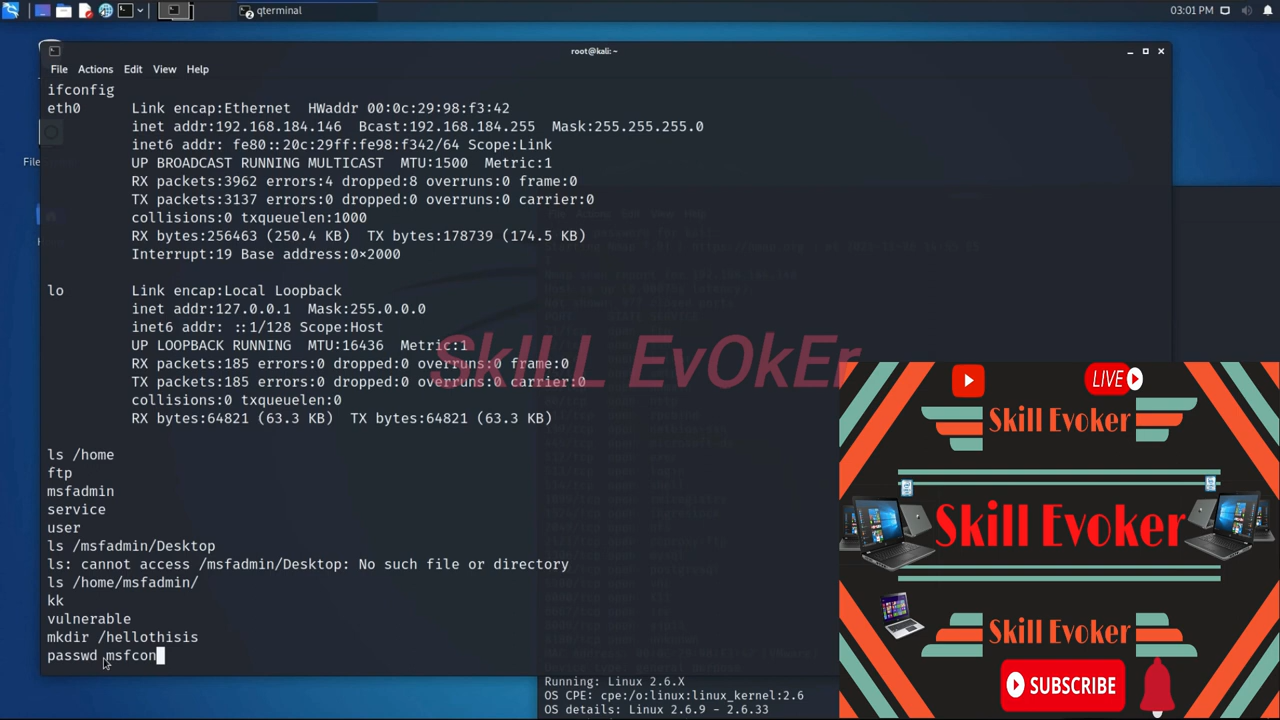 qterminal
03:01 PM
root@kali: ~
File Actions Edit View Help
ifconfig
eth0 Link encap:Ethernet HWaddr 00:0c:29:98:f3:42
inet addr:192.168.184.146 Bcast:192.168.184.255 Mask:255.255.255.0
inet6 addr: fe80::20c:29ff:fe98:f342/64 Scope:Link
UP BROADCAST RUNNING MULTICAST MTU:1500 Metric:1
RX packets:3962 errors:4 dropped:8 overruns:0 frame:0
TX packets:3137 errors:0 dropped:0 overruns:0 carrier:0
collisions:0 txqueuelen:1000
RX bytes:256463 (250.4 KB) TX bytes:178739 (174.5 KB)
Interrupt:19 Base address:0×2000
lo Link encap:Local Loopback
inet addr:127.0.0.1 Mask:255.0.0.0
inet6 addr: ::1/128 Scope:Host
UP LOOPBACK RUNNING MTU:16436 Metric:1
RX packets:185 errors:0 dropped:0 overruns:0 frame:0
TX packets:185 errors:0 dropped:0 overruns:0 carrier:0
collisions:0 txqueuelen:0
RX bytes:64821 (63.3 KB) TX bytes:64821 (63.3 KB)
ls /home
ftp
msfadmin
service
user
ls /msfadmin/Desktop
ls: cannot access /msfadmin/Desktop: No such file or directory
ls /home/msfadmin/
kk
vulnerable
mkdir /hellothisis
passwd msfcon
SkILL EvOkEr
Running: Linux 2.6.X
OS CPE: cpe:/o:linux:linux_kernel:2.6
OS details: Linux 2.6.9 - 2.6.33
LIVE
Skill Evoker
Skill Evoker
Skill Evoker
SUBSCRIBE